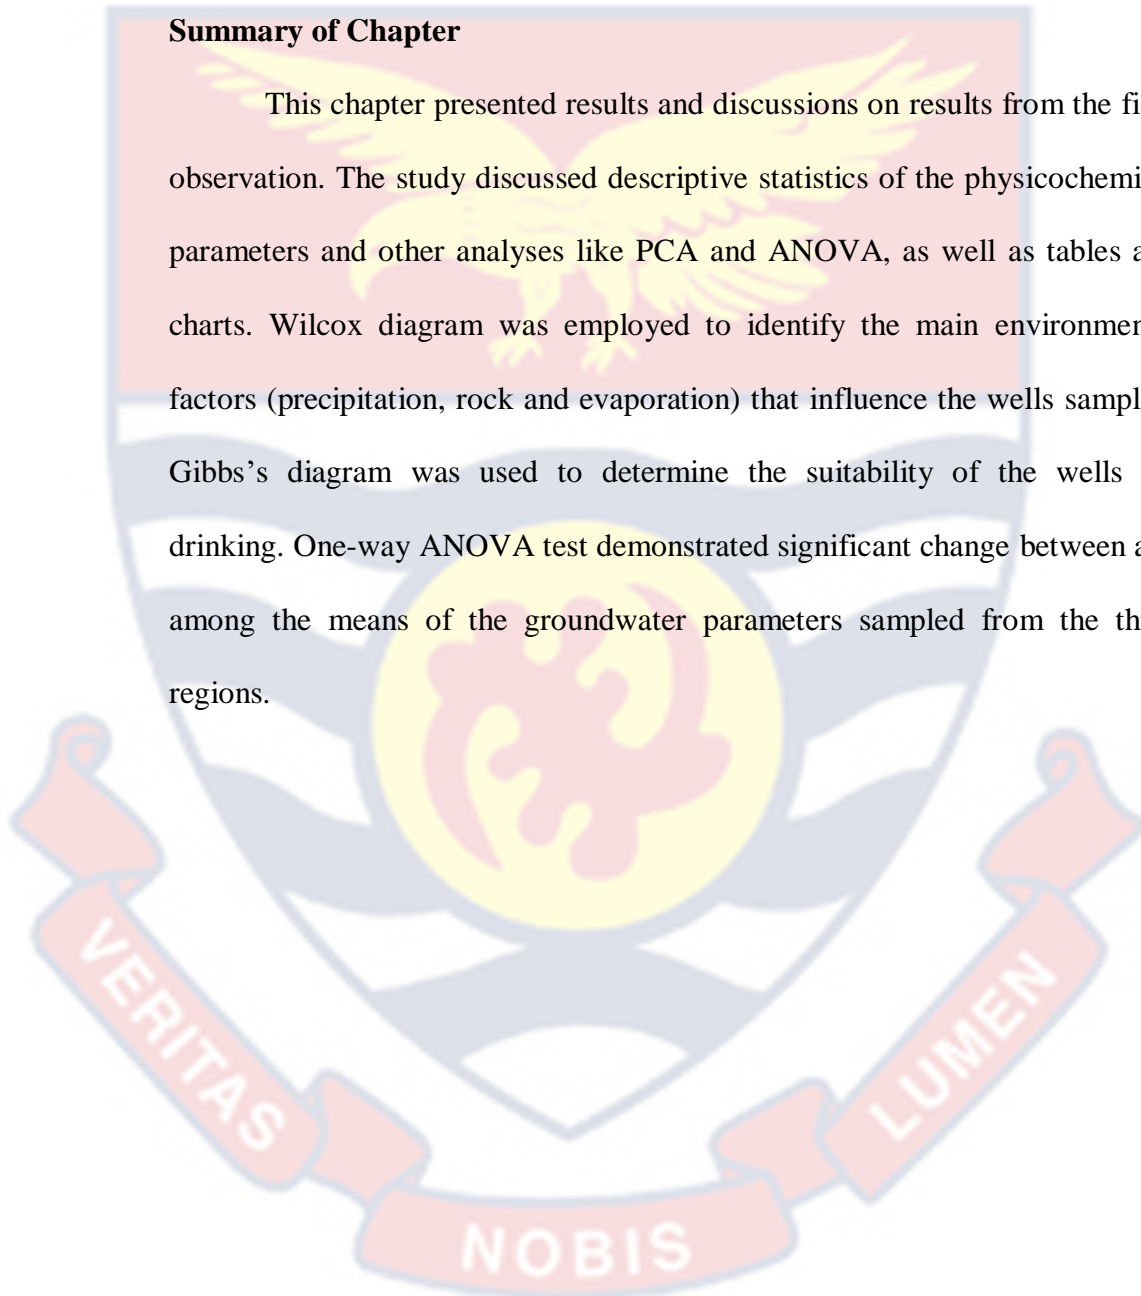 Summary of Chapter
This chapter presented results and discussions on results from the fi
observation. The study discussed descriptive statistics of the physicochemi
parameters and other analyses like PCA and ANOVA, as well as tables a
charts. Wilcox diagram was employed to identify the main environmen
factors (precipitation, rock and evaporation) that influence the wells sampl
Gibbs’s diagram was used to determine the suitability of the wells
drinking. One-way ANOVA test demonstrated significant change between a
among the means of the groundwater parameters sampled from the th
regions.
VERITAS
NOBIS
LUMEN